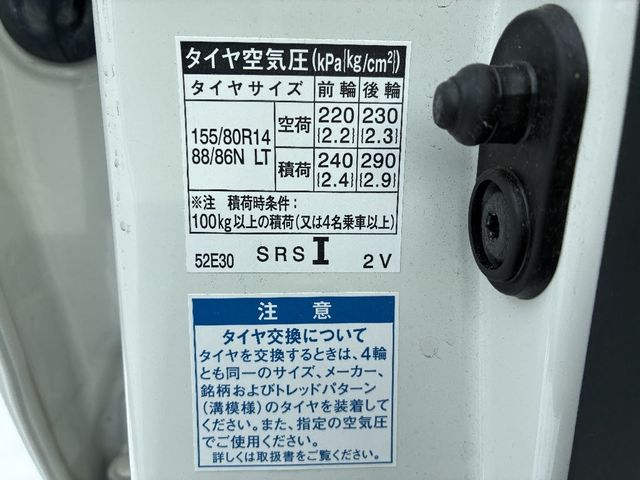 タイヤ空気圧(kPa{kg/cm²})
タイヤサイズ 前輪 後輪
155/80R14 88/86N LT 空荷 220{2.2} 230{2.3}
積荷 240{2.4} 290{2.9}
※注 積荷時条件:
100kg以上の積荷(又は4名乗車以上)
52E30 SRS I 2V
注意
タイヤ交換について
タイヤを交換するときは、4輪
とも同一のサイズ、メーカー、
銘柄およびトレッドパターン
(溝模様)のタイヤを装着して
ください。また、指定の空気圧
でご使用ください。
詳しくは取扱書をご覧ください。